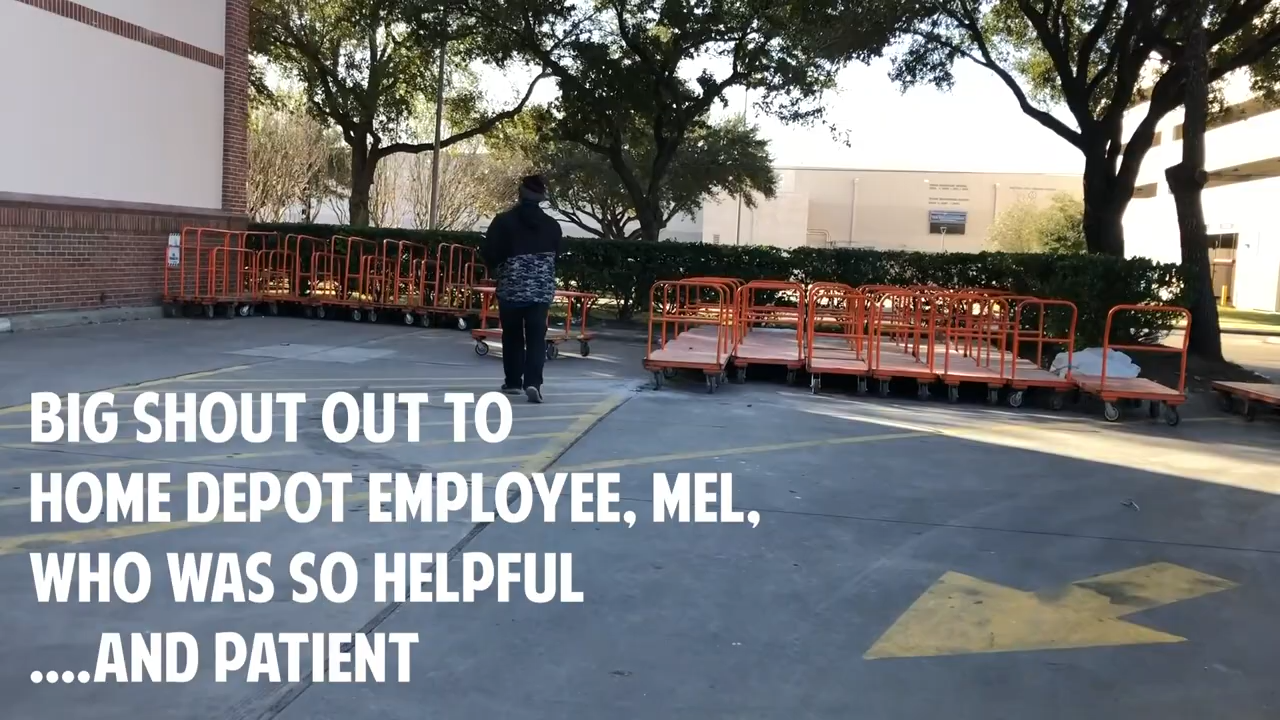 BIG SHOUT OUT TO
HOME DEPOT EMPLOYEE, MEL,
WHO WAS SO HELPFUL
....AND PATIENT